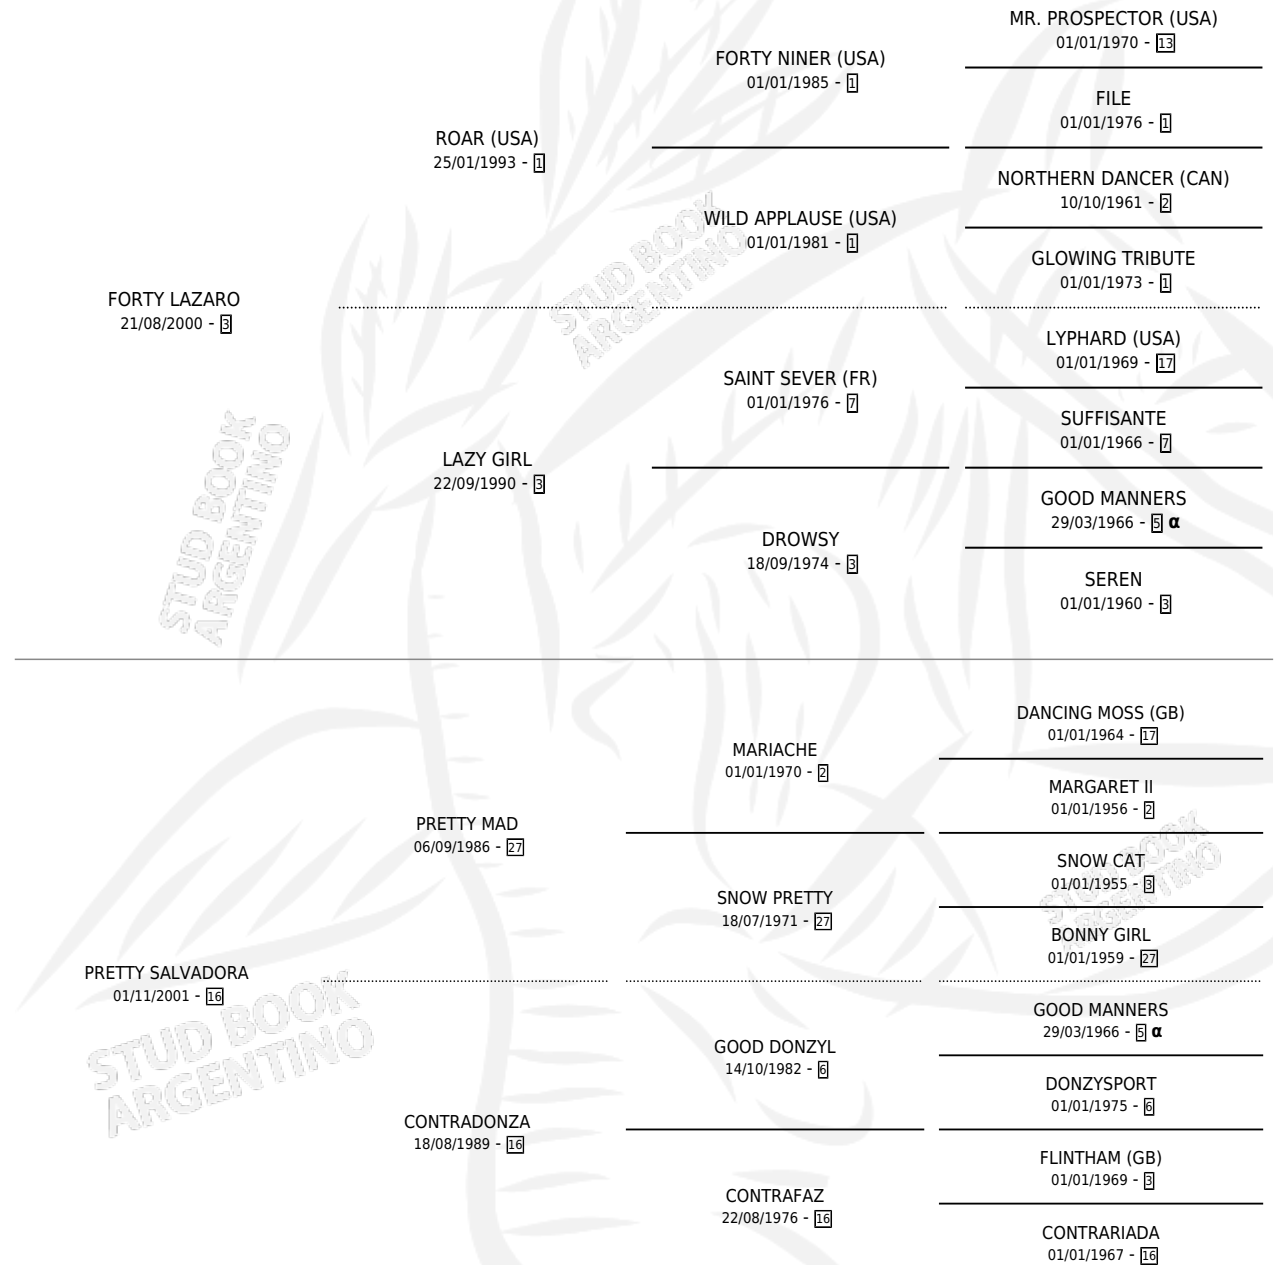 MR. PROSPECTOR (USA)
01/01/1970 - 13
FORTY NINER (USA)
01/01/1985 - 1
FILE
01/01/1976 - 1
ROAR (USA)
25/01/1993 - 1
NORTHERN DANCER (CAN)
10/10/1961 - 2
WILD APPLAUSE (USA)
01/01/1981 - 1
GLOWING TRIBUTE
01/01/1973 - 1
FORTY LAZARO
21/08/2000 - 3
LYPHARD (USA)
01/01/1969 - 17
SAINT SEVER (FR)
01/01/1976 - 7
SUFFISANTE
01/01/1966 - 7
LAZY GIRL
22/09/1990 - 3
GOOD MANNERS
29/03/1966 - 5 α
DROWSY
18/09/1974 - 3
SEREN
01/01/1960 - 3
DANCING MOSS (GB)
01/01/1964 - 17
MARIACHE
01/01/1970 - 2
MARGARET II
01/01/1956 - 2
PRETTY MAD
06/09/1986 - 27
SNOW CAT
01/01/1955 - 3
SNOW PRETTY
18/07/1971 - 27
BONNY GIRL
01/01/1959 - 27
PRETTY SALVADORA
01/11/2001 - 16
GOOD MANNERS
29/03/1966 - 5 α
GOOD DONZYL
14/10/1982 - 6
DONZYSPORT
01/01/1975 - 6
CONTRADONZA
18/08/1989 - 16
FLINTHAM (GB)
01/01/1969 - 3
CONTRAFAZ
22/08/1976 - 16
CONTRARIADA
01/01/1967 - 16
STUD BOOK
ARGENTINO
STUD BOOK
ARGENTINO
STUD BOOK
ARGENTINO
STUD BOOK
ARGENTINO